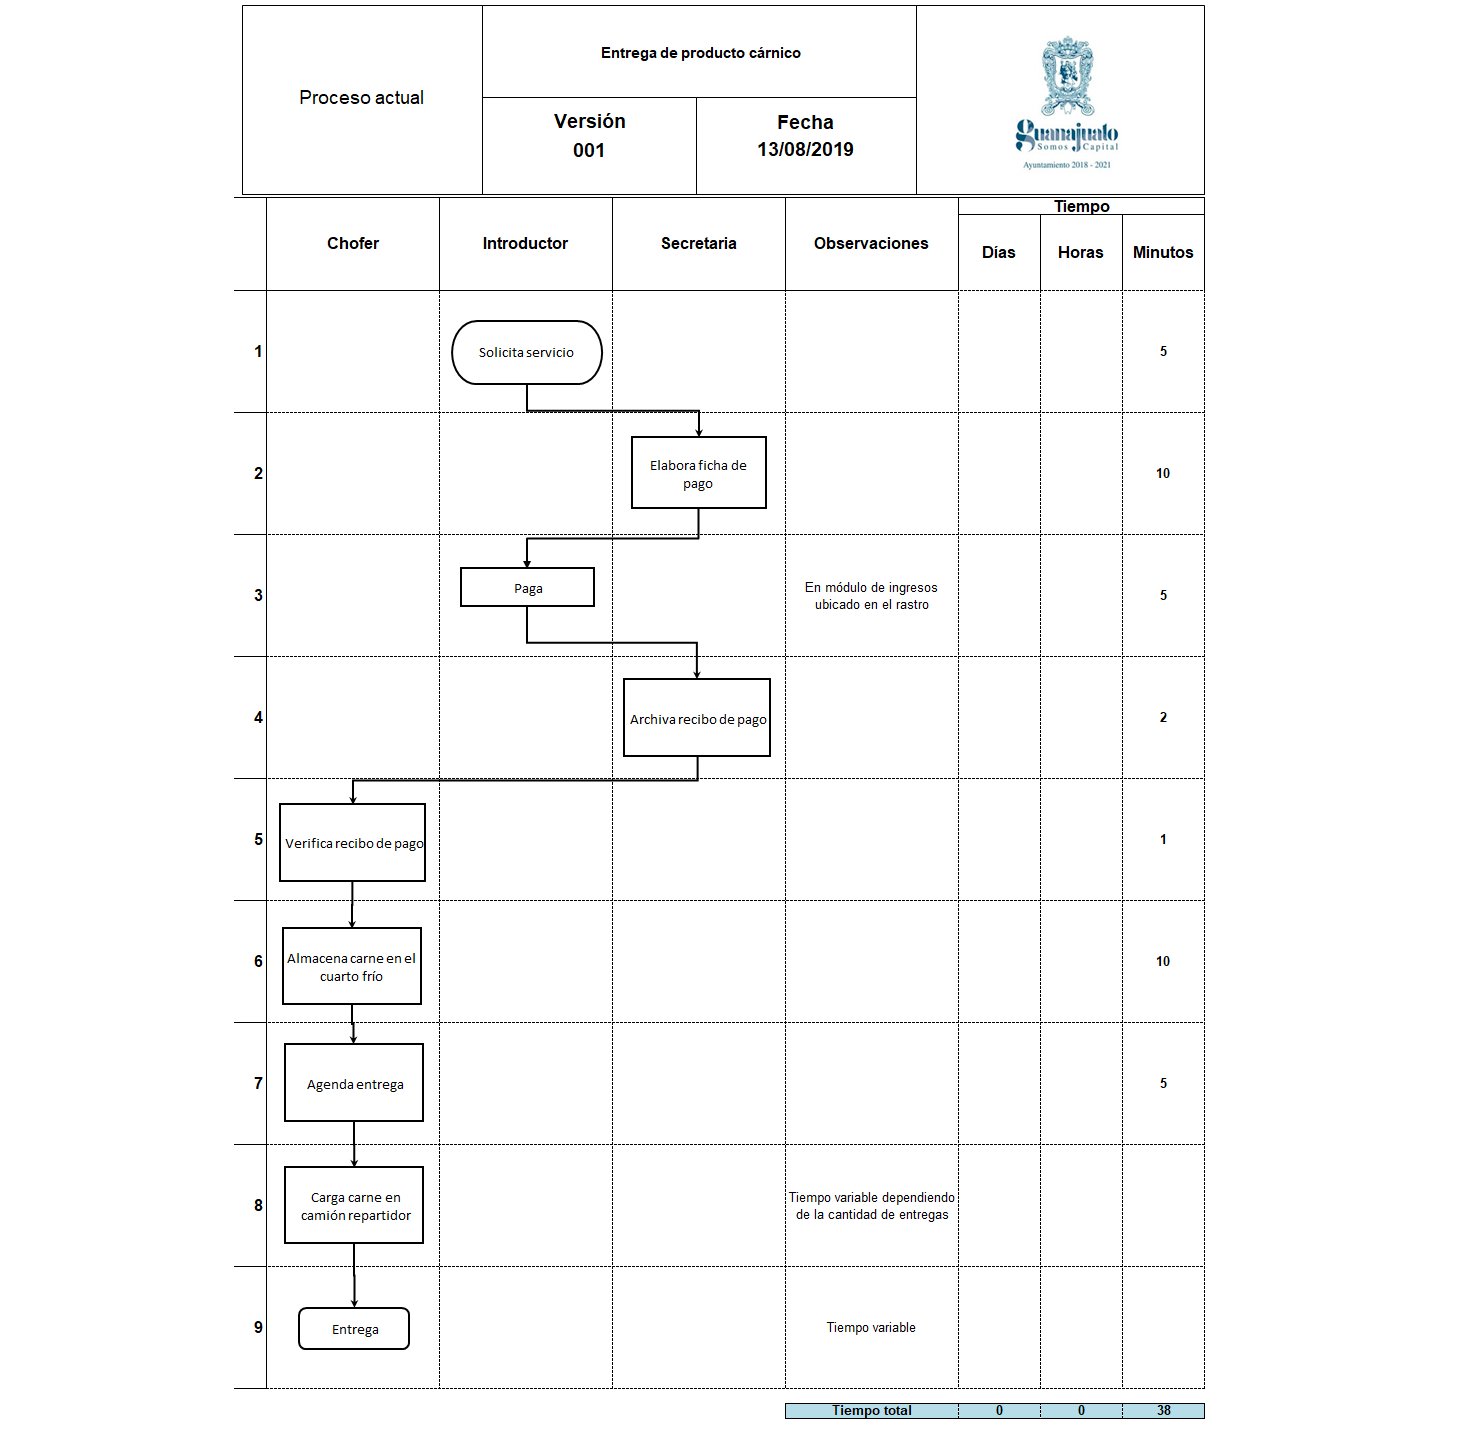 Proceso actual
Entrega de producto cárnico
Versión
001
Fecha
13/08/2019
Guanajuato
Somos Capital
Ayuntamiento 2018 - 2021
Chofer
Introductor
Secretaria
Observaciones
Tiempo
Días
Horas
Minutos
1
Solicita servicio
5
2
Elabora ficha de
pago
10
3
Paga
En módulo de ingresos
ubicado en el rastro
5
4
Archiva recibo de pago
2
5
Verifica recibo de pago
1
6
Almacena carne en el
cuarto frío
10
7
Agenda entrega
5
8
Carga carne en
camión repartidor
Tiempo variable dependiendo
de la cantidad de entregas
9
Entrega
Tiempo variable
Tiempo total
0
0
38